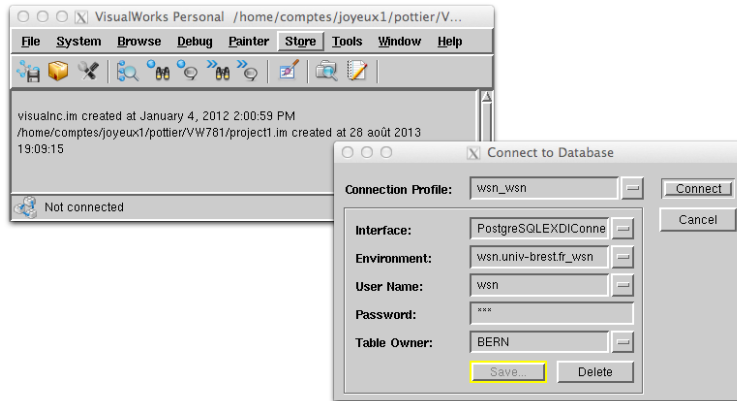 VisualWorks Personal /home/comptes/joyeux1/pottier/V...
File System Browse Debug Painter Store Tools Window Help
visualnc.im created at January 4, 2012 2:00:59 PM
/home/comptes/joyeux1/pottier/VW781/project1.im created at 28 août 2013
19:09:15
Not connected
Connect to Database
Connection Profile: wsn_wsn Connect
Cancel
Interface: PostgreSQLEXDIConne
Environment: wsn.univ-brest.fr_wsn
User Name: wsn
Password: ***
Table Owner: BERN
Save... Delete